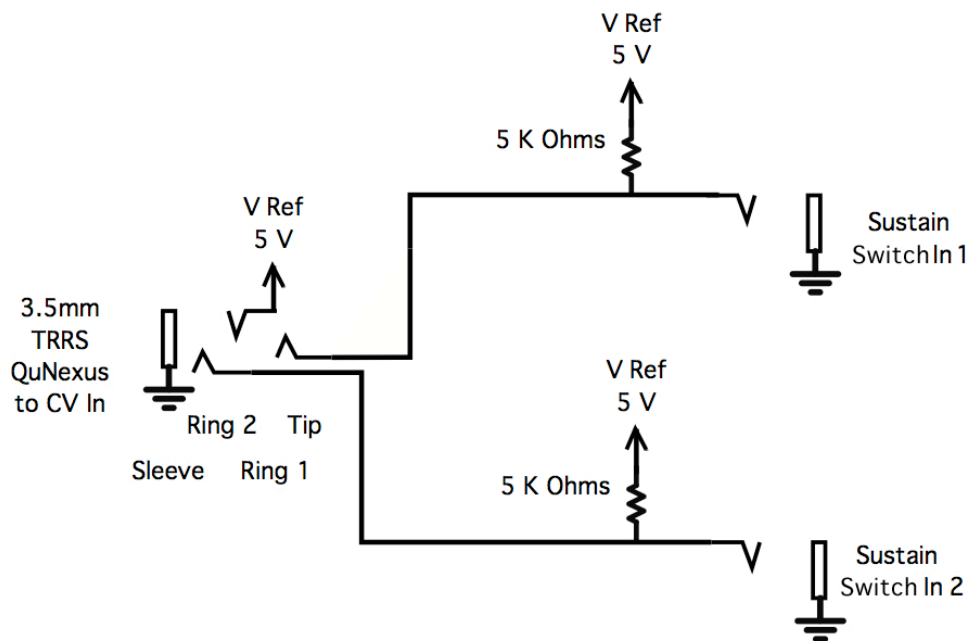 V Ref
5 V
5 K Ohms
Sustain
Switch In 1
V Ref
5 V
3.5mm
TRRS
QuNexus
to CV In
Ring 2
Tip
Sleeve
Ring 1
V Ref
5 V
5 K Ohms
Sustain
Switch In 2